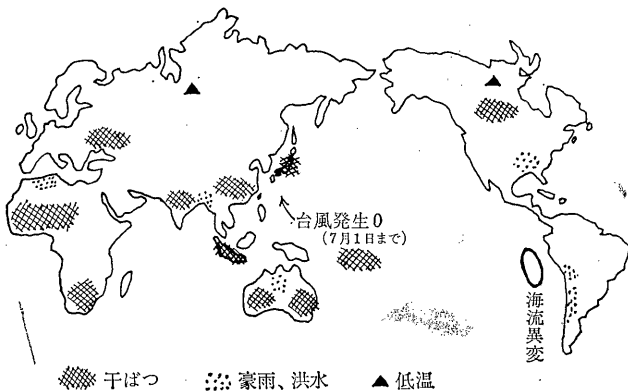 台風発生0
(7月1日まで)
海流異変
干ばつ
豪雨、洪水
低温